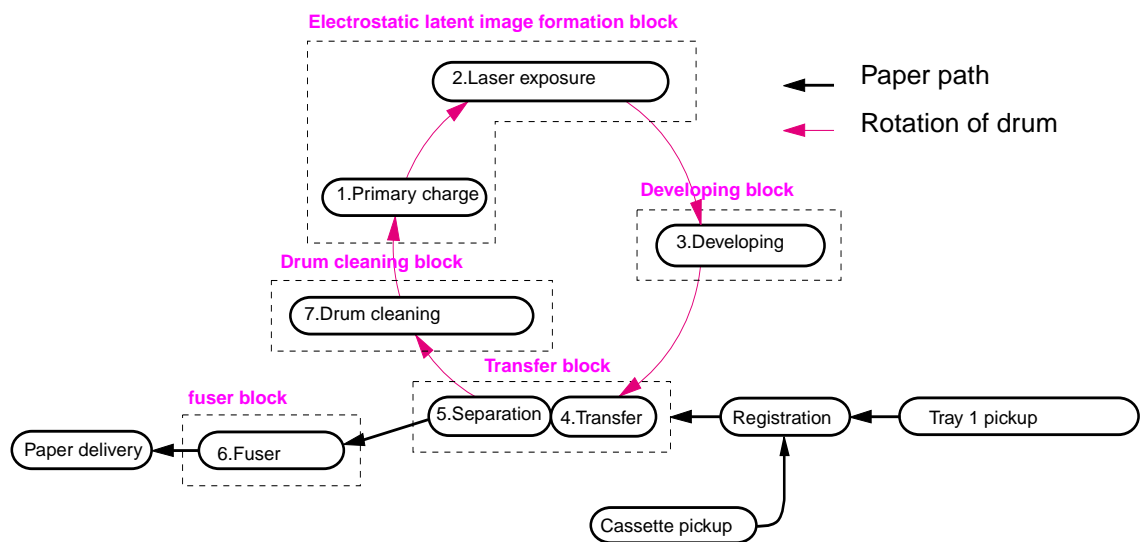 Electrostatic latent image formation block
2.Laser exposure
Paper path
Rotation of drum
1.Primary charge
Developing block
3.Developing
Drum cleaning block
7.Drum cleaning
Transfer block
fuser block
5.Separation
4.Transfer
Registration
Tray 1 pickup
Paper delivery
6.Fuser
Cassette pickup